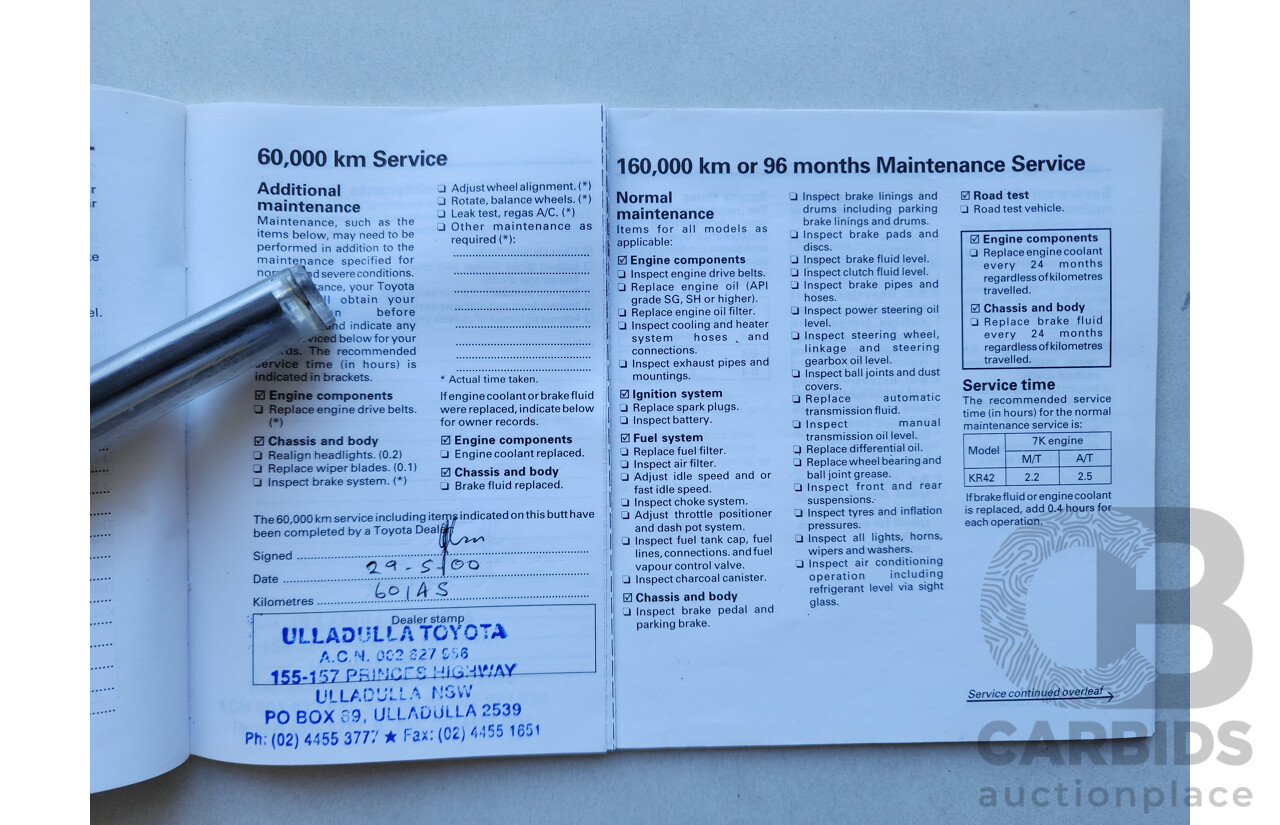 60,000 km Service
Additional
maintenance
Maintenance, such as the
items below, may need to be
performed in addition to the
maintenance specified for
and severe conditions.
your Toyota
obtain your
before
and indicate any
below for your
The recommended
service time (in hours) is
indicated in brackets.
☑ Engine components
❏ Replace engine drive belts.
(*)
☑ Chassis and body
❏ Realign headlights. (0.2)
❏ Replace wiper blades. (0.1)
❏ Inspect brake system. (*)
❏ Adjust wheel alignment. (*)
❏ Rotate, balance wheels. (*)
❏ Leak test, regas A/C. (*)
❏ Other maintenance as
required (*):
* Actual time taken.
If engine coolant or brake fluid
were replaced, indicate below
for owner records.
☑ Engine components
❏ Engine coolant replaced.
☑ Chassis and body
❏ Brake fluid replaced.
The 60,000 km service including items indicated on this butt have
been completed by a Toyota Dealer
Signed
Date 29-5-00
Kilometres 60145
Dealer stamp
ULLADULLA TOYOTA
A.C.N.
155-157 PRINCES HIGHWAY
ULLADULLA NSW
PO BOX 89, ULLADULLA 2539
Ph: (02) 4455 3777 ★ Fax: (02) 4455 1651
160,000 km or 96 months Maintenance Service
Normal
maintenance
Items for all models as
applicable:
☑ Engine components
❏ Inspect engine drive belts.
❏ Replace engine oil (API
grade SG, SH or higher).
❏ Replace engine oil filter.
❏ Inspect cooling and heater
system hoses and
connections.
❏ Inspect exhaust pipes and
mountings.
☑ Ignition system
❏ Replace spark plugs.
❏ Inspect battery.
☑ Fuel system
❏ Replace fuel filter.
❏ Inspect air filter.
❏ Adjust idle speed and or
fast idle speed.
❏ Inspect choke system.
❏ Adjust throttle positioner
and dash pot system.
❏ Inspect fuel tank cap, fuel
lines, connections. and fuel
vapour control valve.
❏ Inspect charcoal canister.
☑ Chassis and body
❏ Inspect brake pedal and
parking brake.
❏ Inspect brake linings and
drums including parking
brake linings and drums.
❏ Inspect brake pads and
discs.
❏ Inspect brake fluid level.
❏ Inspect clutch fluid level.
❏ Inspect brake pipes and
hoses.
❏ Inspect power steering oil
level.
❏ Inspect steering wheel,
linkage and steering
gearbox oil level.
❏ Inspect ball joints and dust
covers.
❏ Replace automatic
transmission fluid.
❏ Inspect manual
transmission oil level.
❏ Replace differential oil.
❏ Replace wheel bearing and
ball joint grease.
❏ Inspect front and rear
suspensions.
❏ Inspect tyres and inflation
pressures.
❏ Inspect all lights, horns,
wipers and washers.
❏ Inspect air conditioning
operation including
refrigerant level via sight
glass.
☑ Road test
❏ Road test vehicle.
☑ Engine components
❏ Replace engine coolant
every 24 months
regardless of kilometres
travelled.
☑ Chassis and body
❏ Replace brake fluid
every 24 months
regardless of kilometres
travelled.
Service time
The recommended service
time (in hours) for the normal
maintenance service is:
Model 7K engine
M/T A/T
KR42 2.2 2.5
If brake fluid or engine coolant
is replaced, add 0.4 hours for
each operation.
Service continued overleaf
CARBIDS
auctionplace